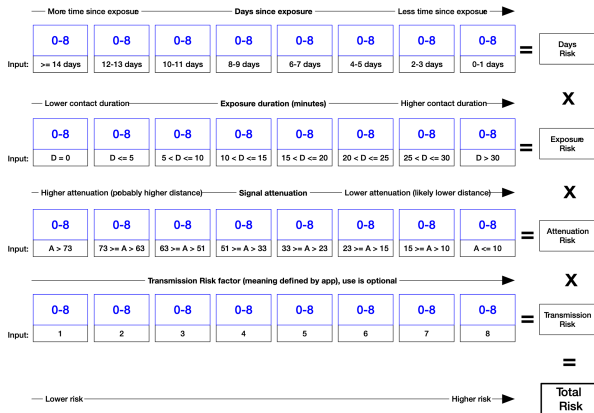 More time since exposue Days since exposure Less time since exposue
0-8 0-8 0-8 0-8 0-8 0-8 0-8 0-8
= Days Risk
Input: >= 14 days 12-13 days 10-11 days 8-9 days 6-7 days 4-5 days 2-3 days 0-1 days
X
Lower contact duration Exposure duration (minutes) Higher contact duration
0-8 0-8 0-8 0-8 0-8 0-8 0-8 0-8
= Exposue Risk
Input: D = 0 D <= 5 5 < D <= 10 10 < D <= 15 15 < D <= 20 20 < D <= 25 25 < D <= 30 D > 30
X
Higher attenuation (pobably higher distance) Signal attenuation Lower attenuation (likely lower distance)
0-8 0-8 0-8 0-8 0-8 0-8 0-8 0-8
= Attenuation Risk
Input: A > 73 73 >= A > 63 63 >= A > 51 51 >= A > 33 33 >= A > 23 23 >= A > 15 15 >= A > 10 A <= 10
X
Transmission Risk factor (meaning defined by app), use is optional
0-8 0-8 0-8 0-8 0-8 0-8 0-8 0-8
= Transmission Risk
Input: 1 2 3 4 5 6 7 8
=
Lower risk Higher risk
Total Risk